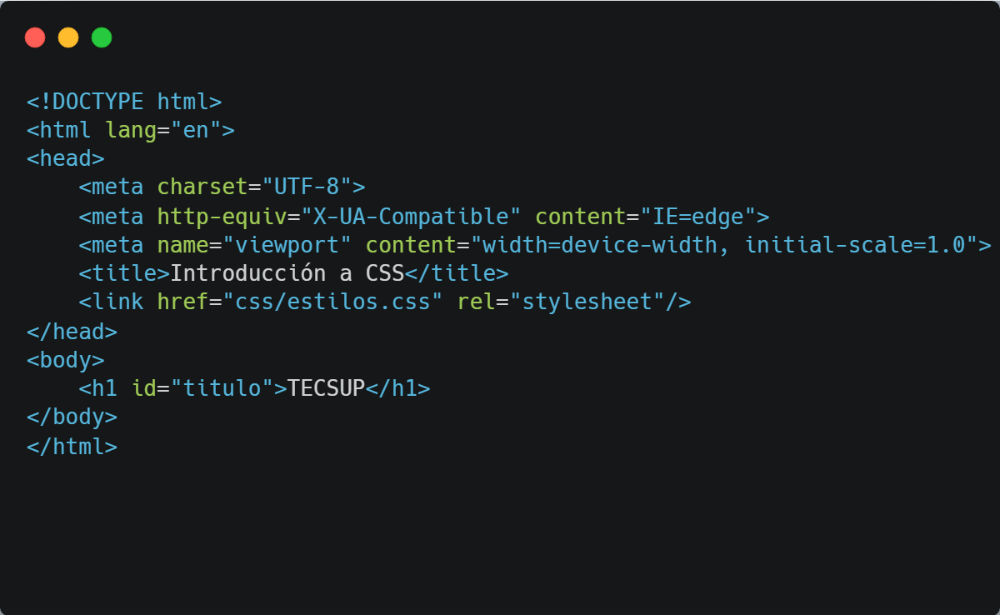 <!DOCTYPE html>
<html lang="en">
<head>
    <meta charset="UTF-8">
    <meta http-equiv="X-UA-Compatible" content="IE=edge">
    <meta name="viewport" content="width=device-width, initial-scale=1.0">
    <title>Introducción a CSS</title>
    <link href="css/estilos.css" rel="stylesheet"/>
</head>
<body>
    <h1 id="titulo">TECSUP</h1>
</body>
</html>